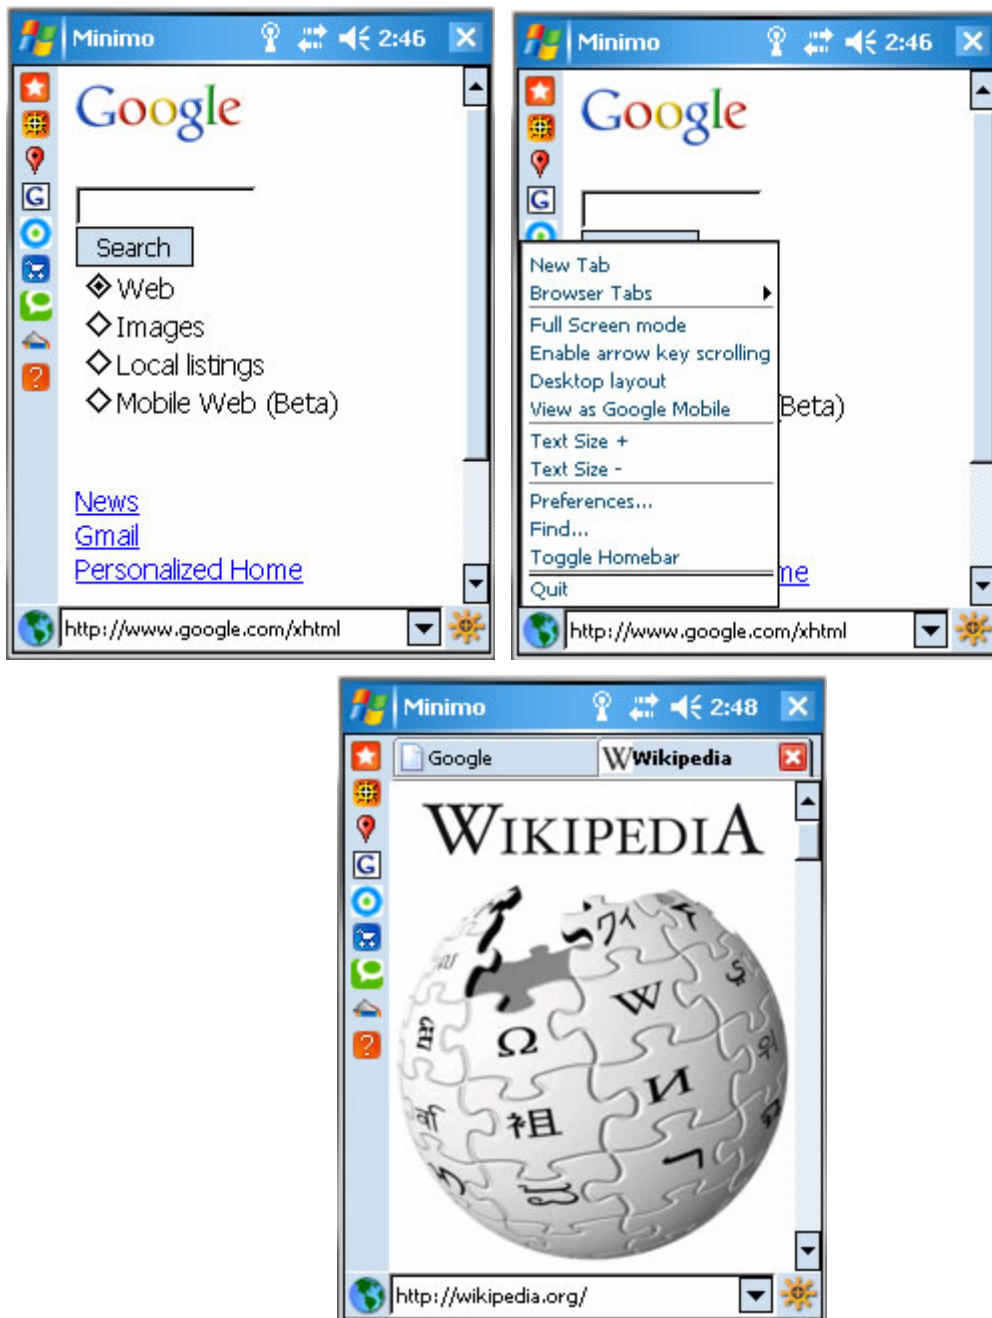 Minimo 2:46
Google
G
Search
Web
Images
Local listings
?
Mobile Web (Beta)
News
Gmail
Personalized Home
http://www.google.com/xhtml
Minimo 2:46
Google
G
New Tab
Browser Tabs
Full Screen mode
Enable arrow key scrolling
Desktop layout
View as Google Mobile
(Beta)
Text Size +
Text Size -
Preferences...
Find...
Toggle Homebar
me
Quit
http://www.google.com/xhtml
Minimo 2:48
Google W Wikipedia
WIKIPEDIA
G
ワィ
W
Ω
?
И
祖
http://wikipedia.org/